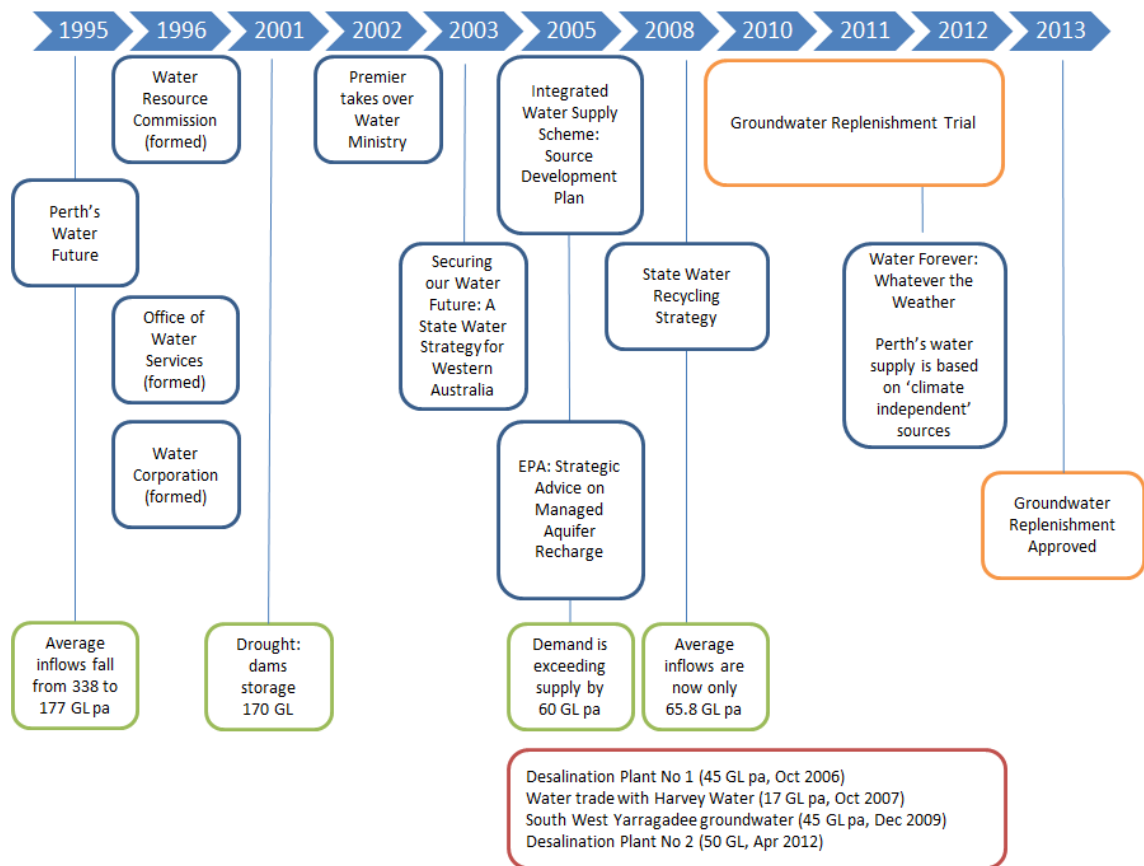 1995
1996
2001
2002
2003
2005
2008
2010
2011
2012
2013
Water
Resource
Commission
(formed)
Premier
takes over
Water
Ministry
Integrated
Water Supply
Scheme:
Source
Development
Plan
Groundwater Replenishment Trial
Perth's
Water
Future
Securing
our Water
Future: A
State Water
Strategy for
Western
Australia
State Water
Recycling
Strategy
Water Forever:
Whatever the
Weather
Perth's water
supply is based
on 'climate
independent'
sources
Office of
Water
Services
(formed)
Water
Corporation
(formed)
EPA: Strategic
Advice on
Managed
Aquifer
Recharge
Groundwater
Replenishment
Approved
Average
inflows fall
from 338 to
177 GL pa
Drought:
dams
storage
170 GL
Demand is
exceeding
supply by
60 GL pa
Average
inflows are
now only
65.8 GL pa
Desalination Plant No 1 (45 GL pa, Oct 2006)
Water trade with Harvey Water (17 GL pa, Oct 2007)
South West Yarragadee groundwater (45 GL pa, Dec 2009)
Desalination Plant No 2 (50 GL, Apr 2012)